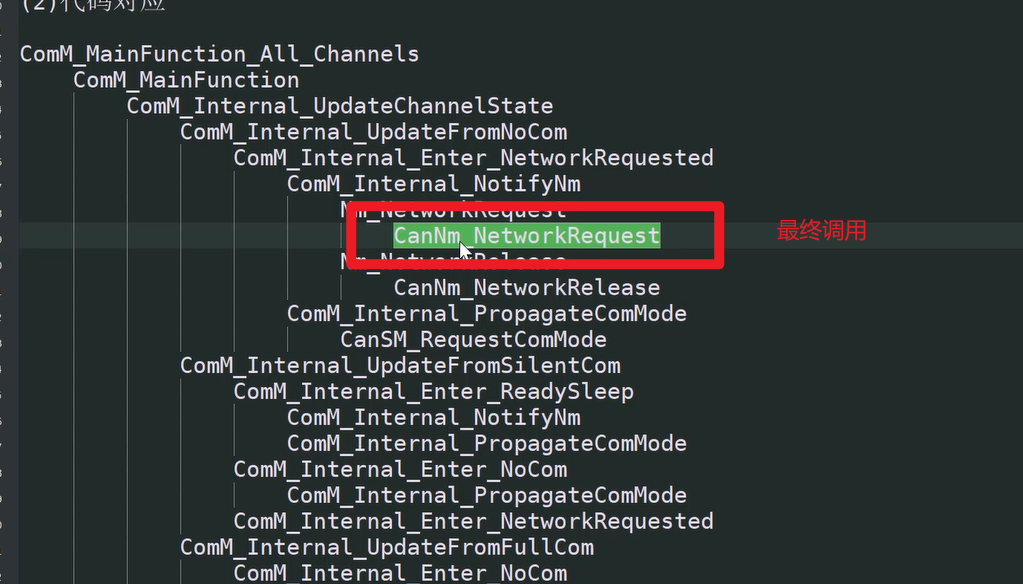 (2)代码对应
ComM_MainFunction_All_Channels
ComM_MainFunction
ComM_Internal_UpdateChannelState
ComM_Internal_UpdateFromNoCom
ComM_Internal_Enter_NetworkRequested
ComM_Internal_NotifyNm
Nm_NetworkRequest
CanNm_NetworkRequest 最终调用
Nm_NetworkRelease
CanNm_NetworkRelease
ComM_Internal_PropagateComMode
CanSM_RequestComMode
ComM_Internal_UpdateFromSilentCom
ComM_Internal_Enter_ReadySleep
ComM_Internal_NotifyNm
ComM_Internal_PropagateComMode
ComM_Internal_Enter_NoCom
ComM_Internal_PropagateComMode
ComM_Internal_Enter_NetworkRequested
ComM_Internal_UpdateFromFullCom
ComM_Internal_Enter_NoCom